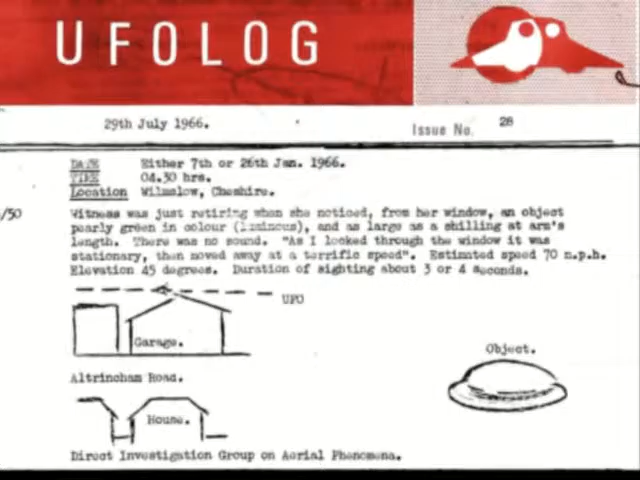 UFOLOG
29th July 1966.
Issue No. 28
DATE Either 7th or 26th Jan. 1966.
TIME 04.30 hrs.
Location Wilmslow, Cheshire.
/50 Witness was just retiring when she noticed, from her window, an object
pearly green in colour (luminous), and as large as a shilling at arm's
length. There was no sound. "As I looked through the window it was
stationary, then moved away at a terrific speed". Estimated speed 70 m.p.h.
Elevation 45 degrees. Duration of sighting about 3 or 4 seconds.
UFO
Garage.
Object.
Altrincham Road.
House.
Direct Investigation Group on Aerial Phenomena.